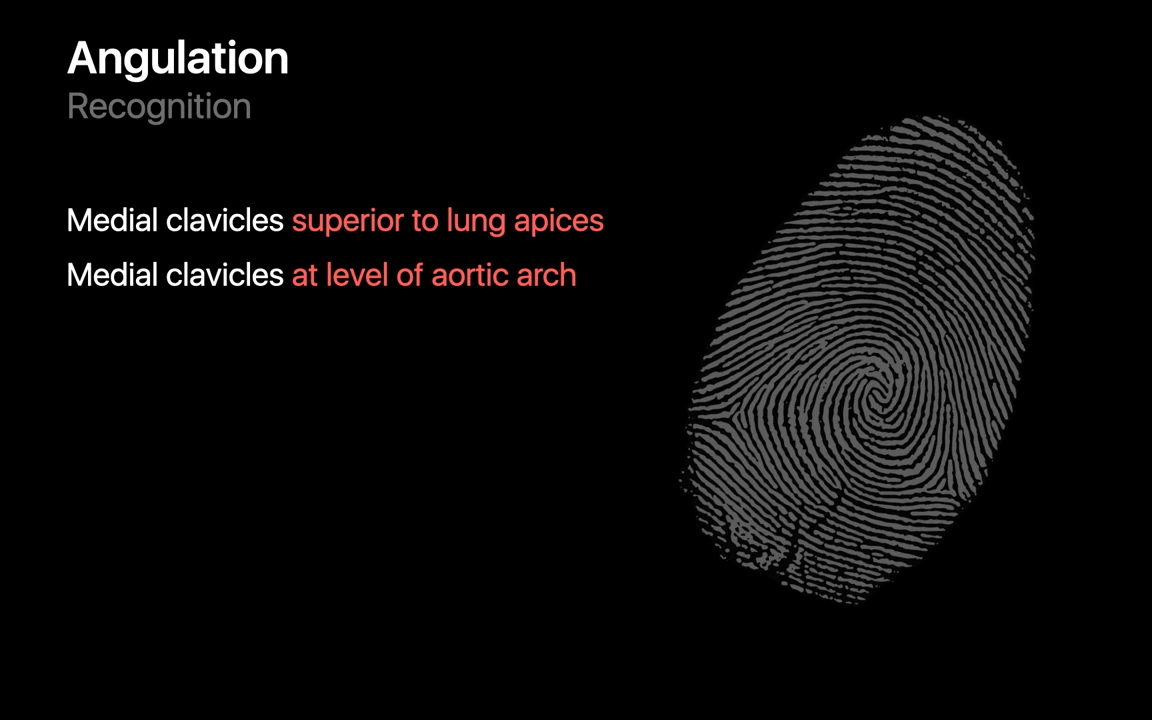 Angulation
Recognition
Medial clavicles superior to lung apices
Medial clavicles at level of aortic arch